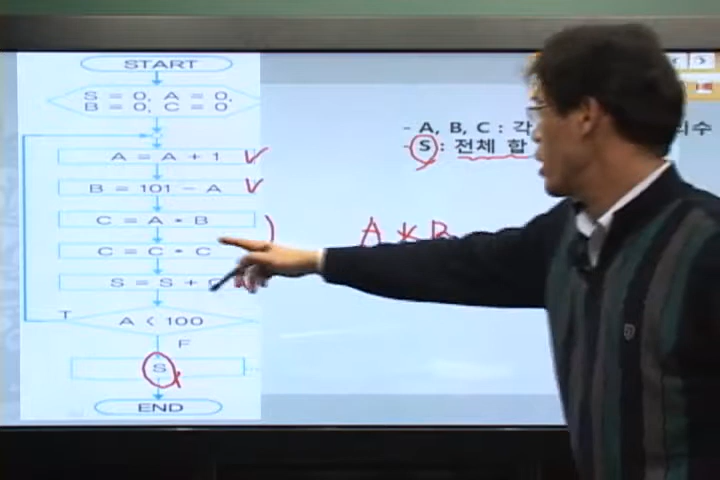 START
S = 0, A = 0,
B = 0, C = 0
A = A + 1
B = 101 - A
C = A * B
C = C * C
S = S +
T
A < 100
F
S
END
- A, B, C : 각
- S : 전체 합
A * B